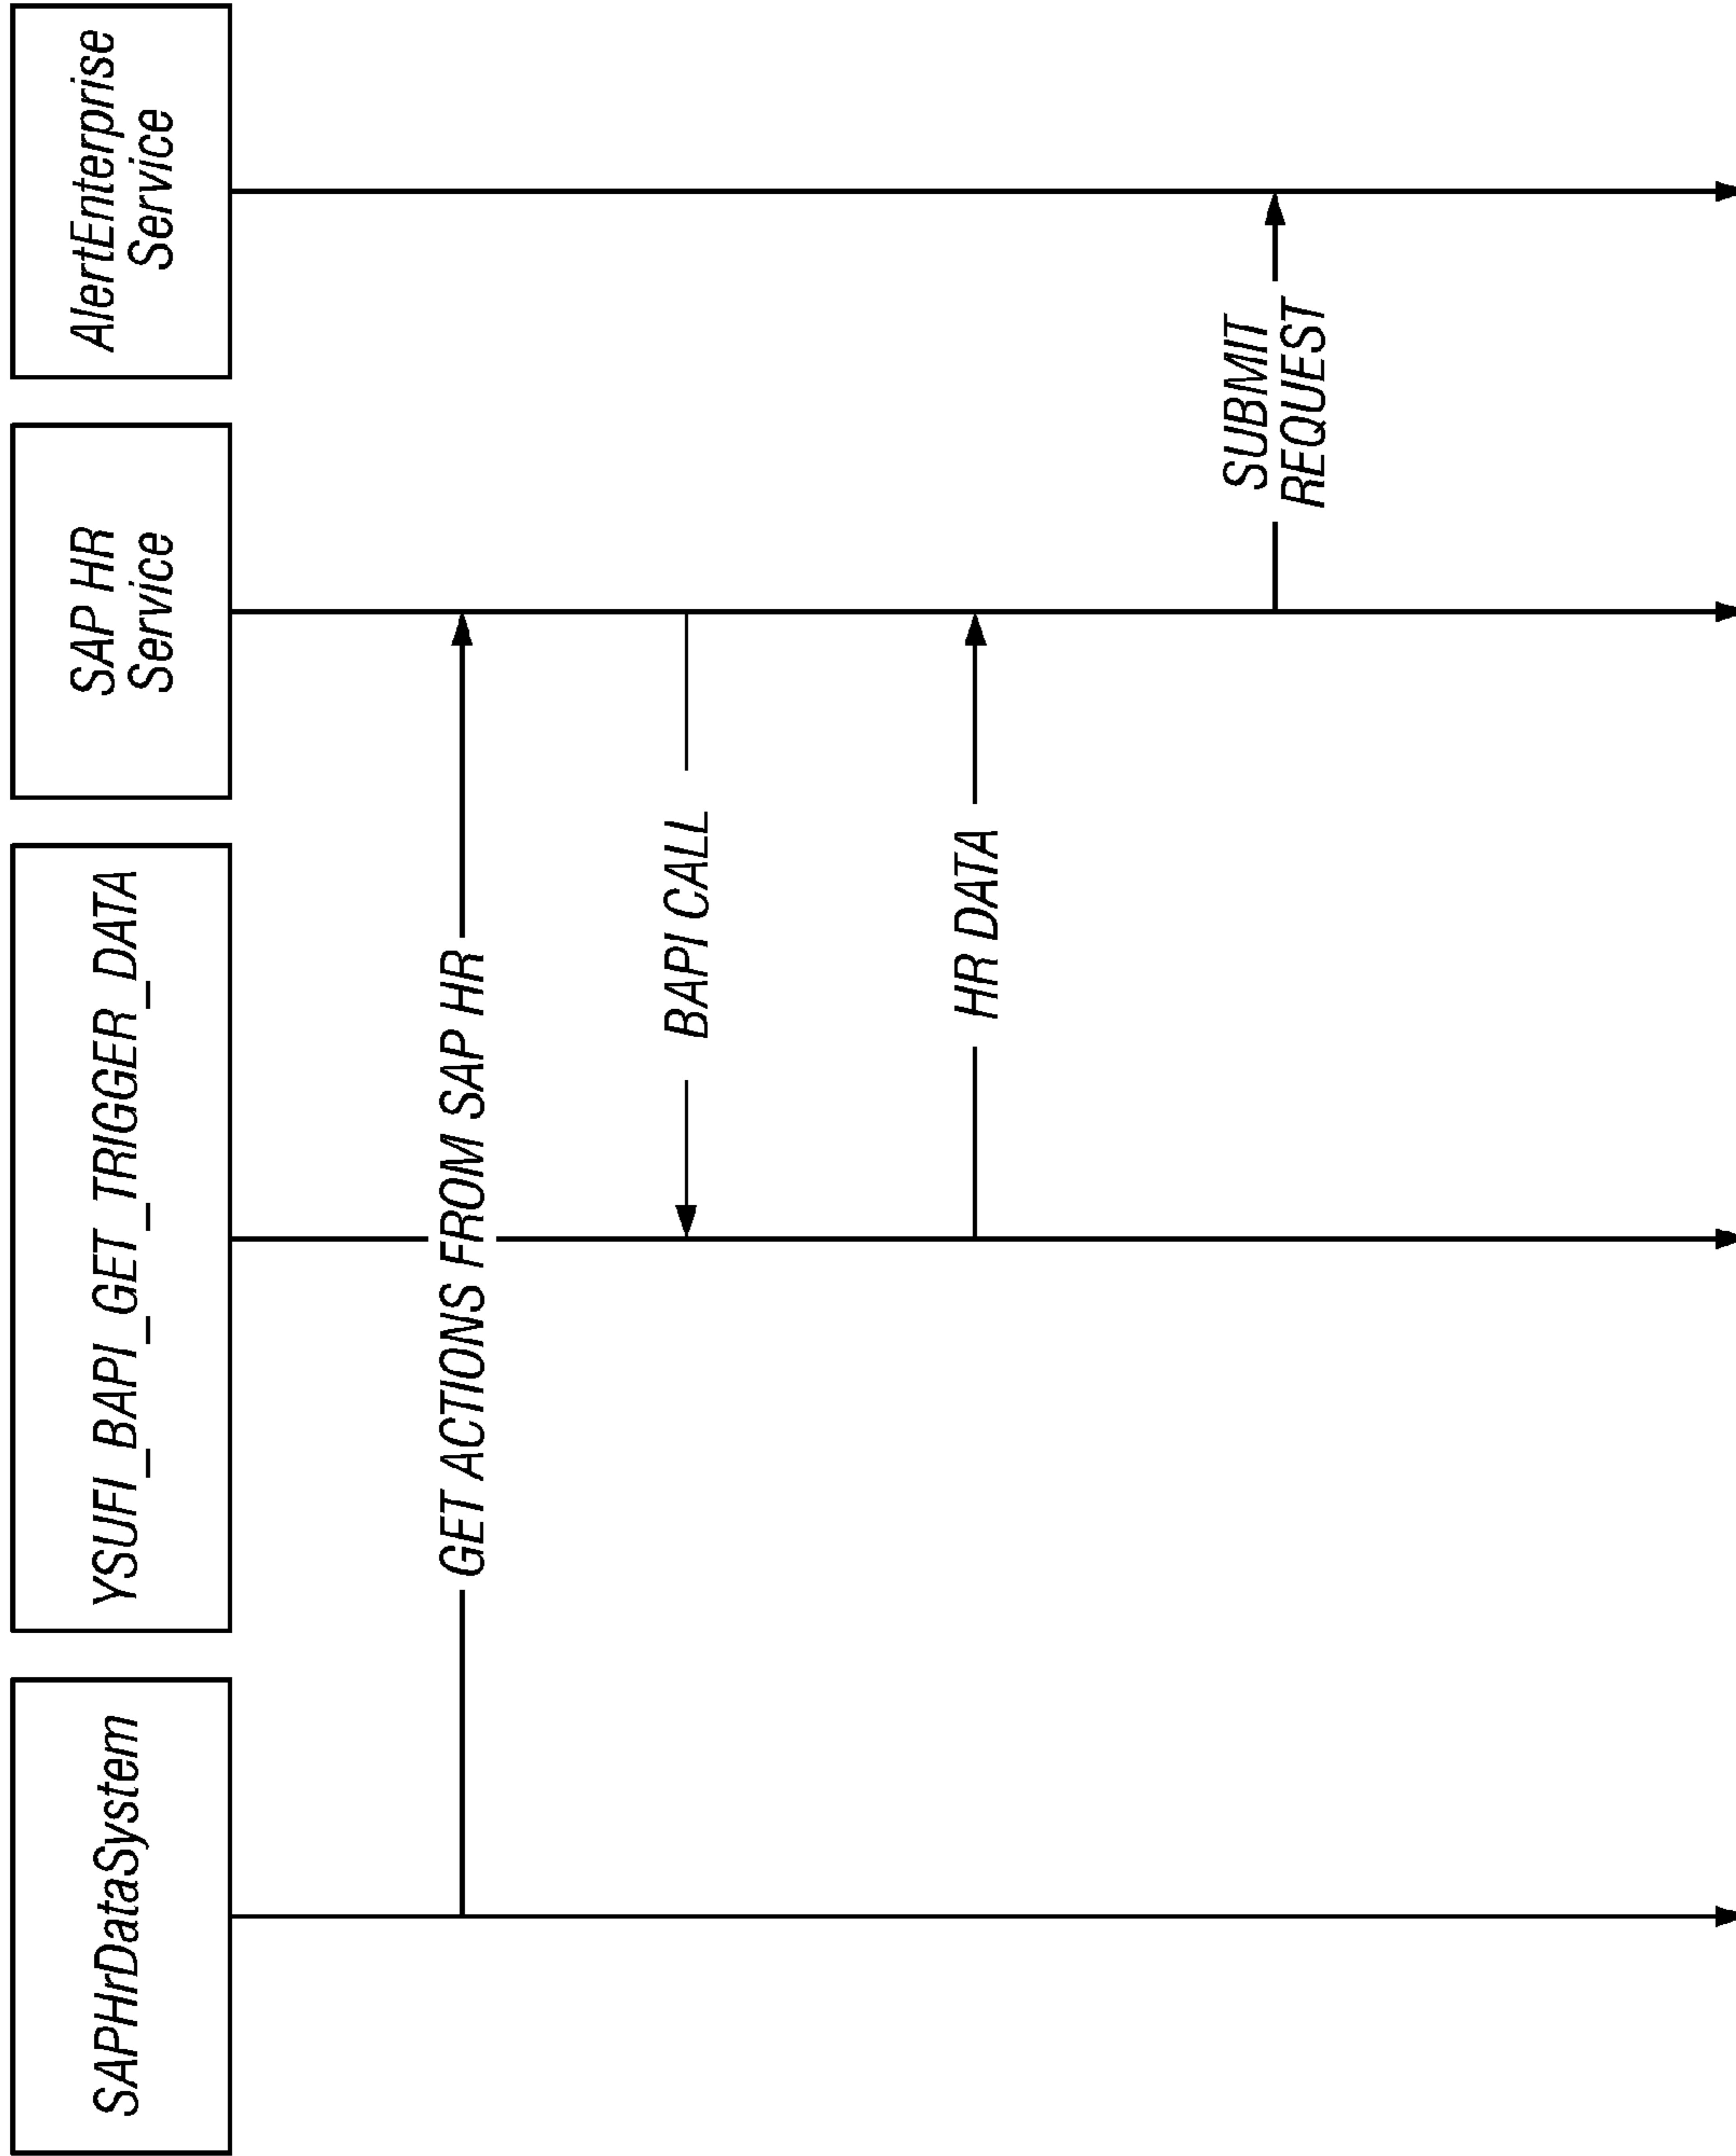 SAPHrDataSystem
YSUFI_BAPI_GET_TRIGGER_DATA
SAP HR
Service
AlertEnterprise
Service
GET ACTIONS FROM SAP HR
BAPI CALL
HR DATA
SUBMIT
REQUEST